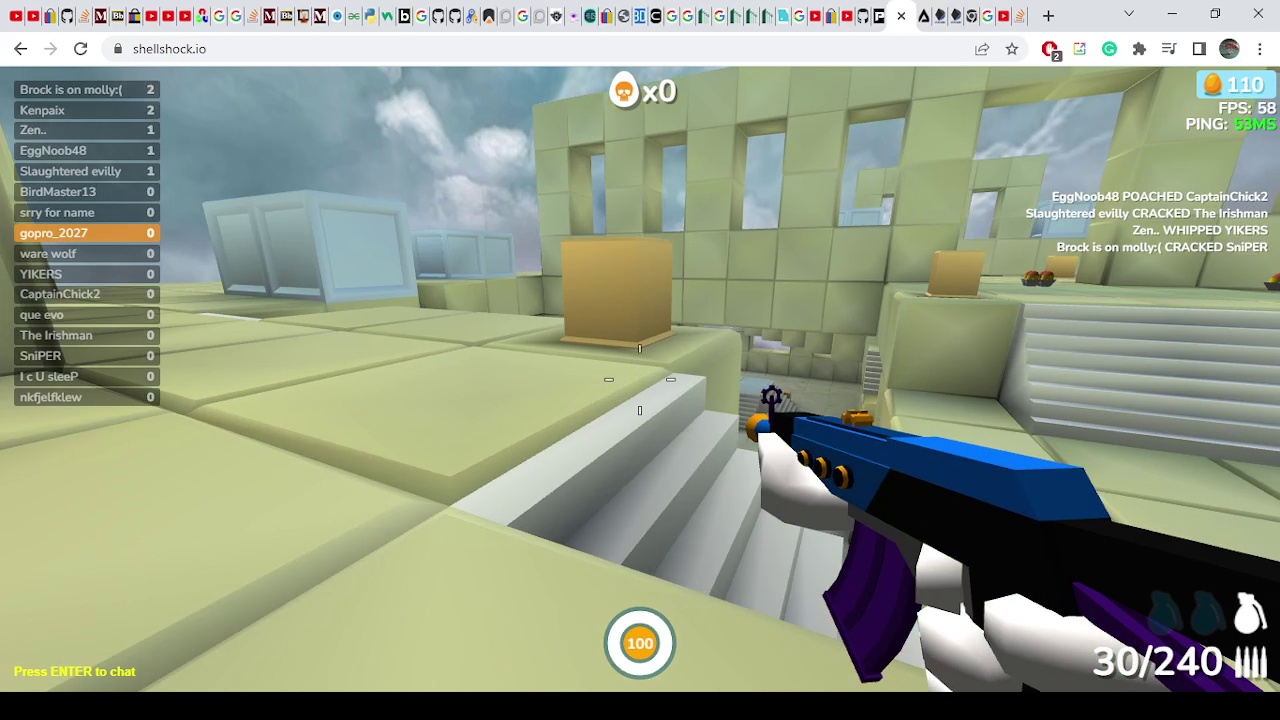 shellshock.io
2
Brock is on molly:( 2
Kenpaix 2
Zen.. 1
EggNoob48 1
Slaughtered evilly 1
BirdMaster13 0
srry for name 0
gopro_2027 0
ware wolf 0
YIKERS 0
CaptainChick2 0
que evo 0
The Irishman 0
SniPER 0
I c U sleeP 0
nkfjelfklew 0
x0
110
FPS: 58
PING: 53MS
EggNoob48 POACHED CaptainChick2
Slaughtered evilly CRACKED The Irishman
Zen.. WHIPPED YIKERS
Brock is on molly:( CRACKED SniPER
100
Press ENTER to chat
30/240